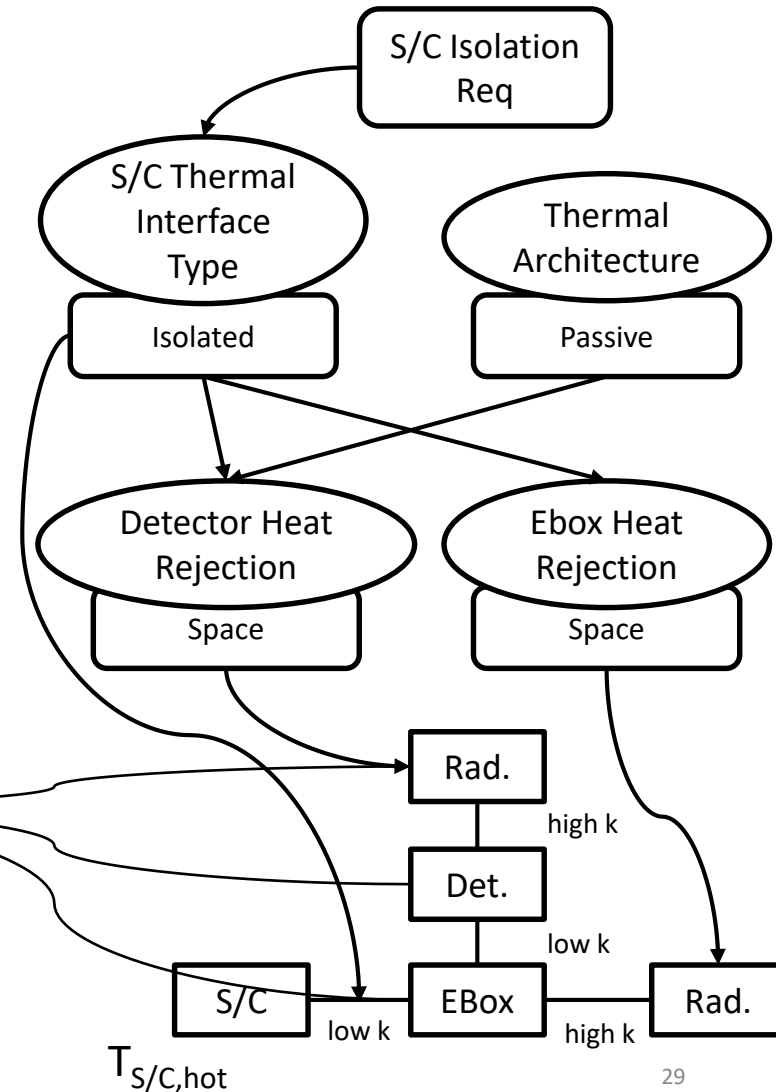 S/C Isolation
Req
S/C Thermal
Interface
Type
Thermal
Architecture
Isolated
Passive
Detector Heat
Rejection
Ebox Heat
Rejection
Space
Space
Rad.
high k
Det.
low k
S/C
low k
EBox
high k
Rad.
T S/C,hot
29